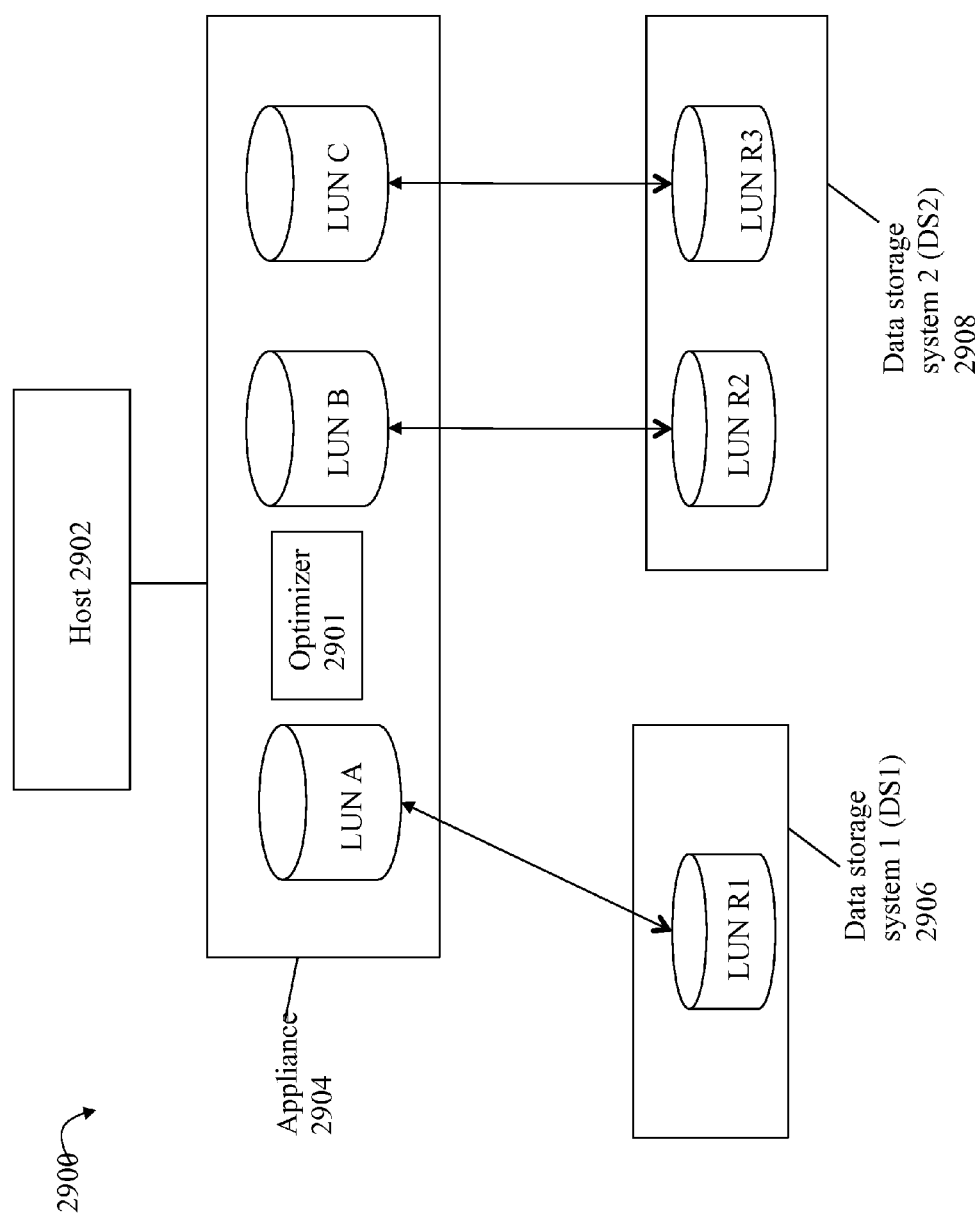 2900
Host 2902
Appliance
2904
LUN A
Optimizer
2901
LUN B
LUN C
LUN R1
LUN R2
LUN R3
Data storage
system 1 (DS1)
2906
Data storage
system 2 (DS2)
2908